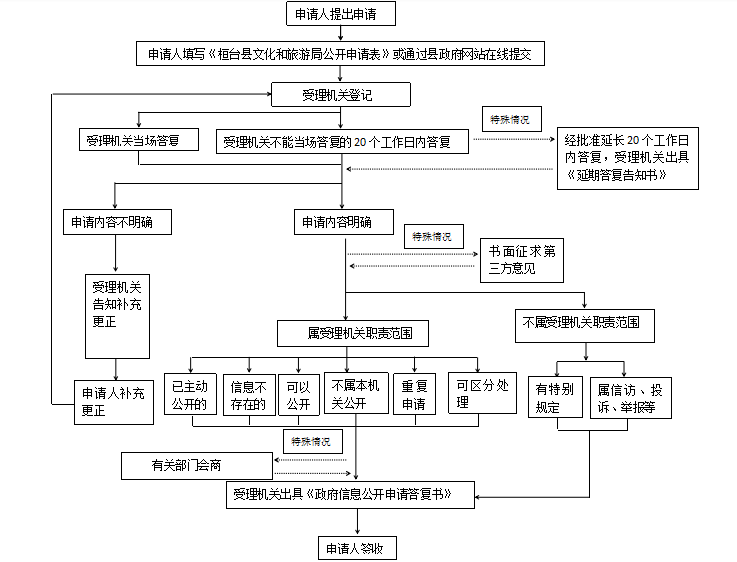 申请人提出申请
申请人填写《桓台县文化和旅游局公开申请表》或通过县政府网站在线提交
受理机关登记
特殊情况
受理机关当场答复
受理机关不能当场答复的20个工作日内答复
经批准延长20个工作日
内答复，受理机关出具
《延期答复告知书》
申请内容不明确
申请内容明确
特殊情况
书面征求第
三方意见
受理机关
告知补充
更正
属受理机关职责范围
不属受理机关职责范围
申请人补充
更正
已主动
公开的
信息不
存在的
可以
公开
不属本机
关公开
重复
申请
可区分处
理
有特别
规定
属信访、投
诉、举报等
特殊情况
有关部门会商
受理机关出具《政府信息公开申请答复书》
申请人签收